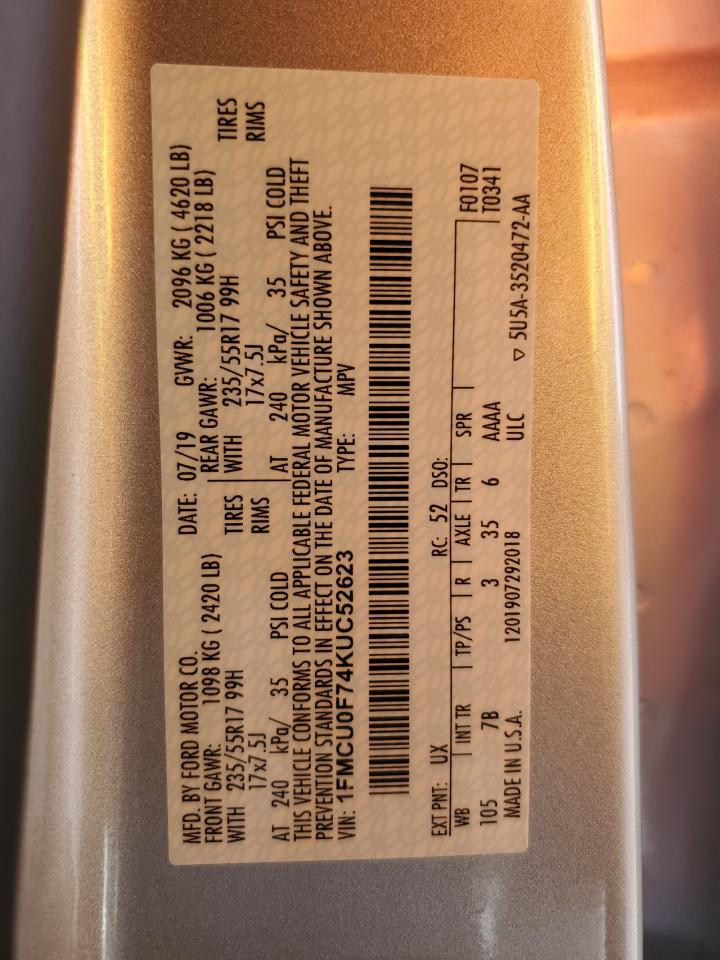 MFD. BY FORD MOTOR CO.
DATE: 07/19 GVWR: 2096 KG ( 4620 LB)
FRONT GAWR: 1098 KG ( 2420 LB) REAR GAWR: 1006 KG ( 2218 LB)
WITH 235/55R17 99H TIRES WITH 235/55R17 99H TIRES
17x7.5J RIMS 17x7.5J RIMS
AT 240 kPa/ 35 PSI COLD AT 240 kPa/ 35 PSI COLD
THIS VEHICLE CONFORMS TO ALL APPLICABLE FEDERAL MOTOR VEHICLE SAFETY AND THEFT
PREVENTION STANDARDS IN EFFECT ON THE DATE OF MANUFACTURE SHOWN ABOVE.
VIN: 1FMCU0F74KUC52623 TYPE: MPV
EXT PNT: UX RC: 52 DSO: F0107
WB INT TR TP/PS R AXLE TR SPR T0341
105 7B 3 35 6 AAAA
MADE IN U.S.A. 1201907292018 ULC ▽ 5U5A-3520472-AA